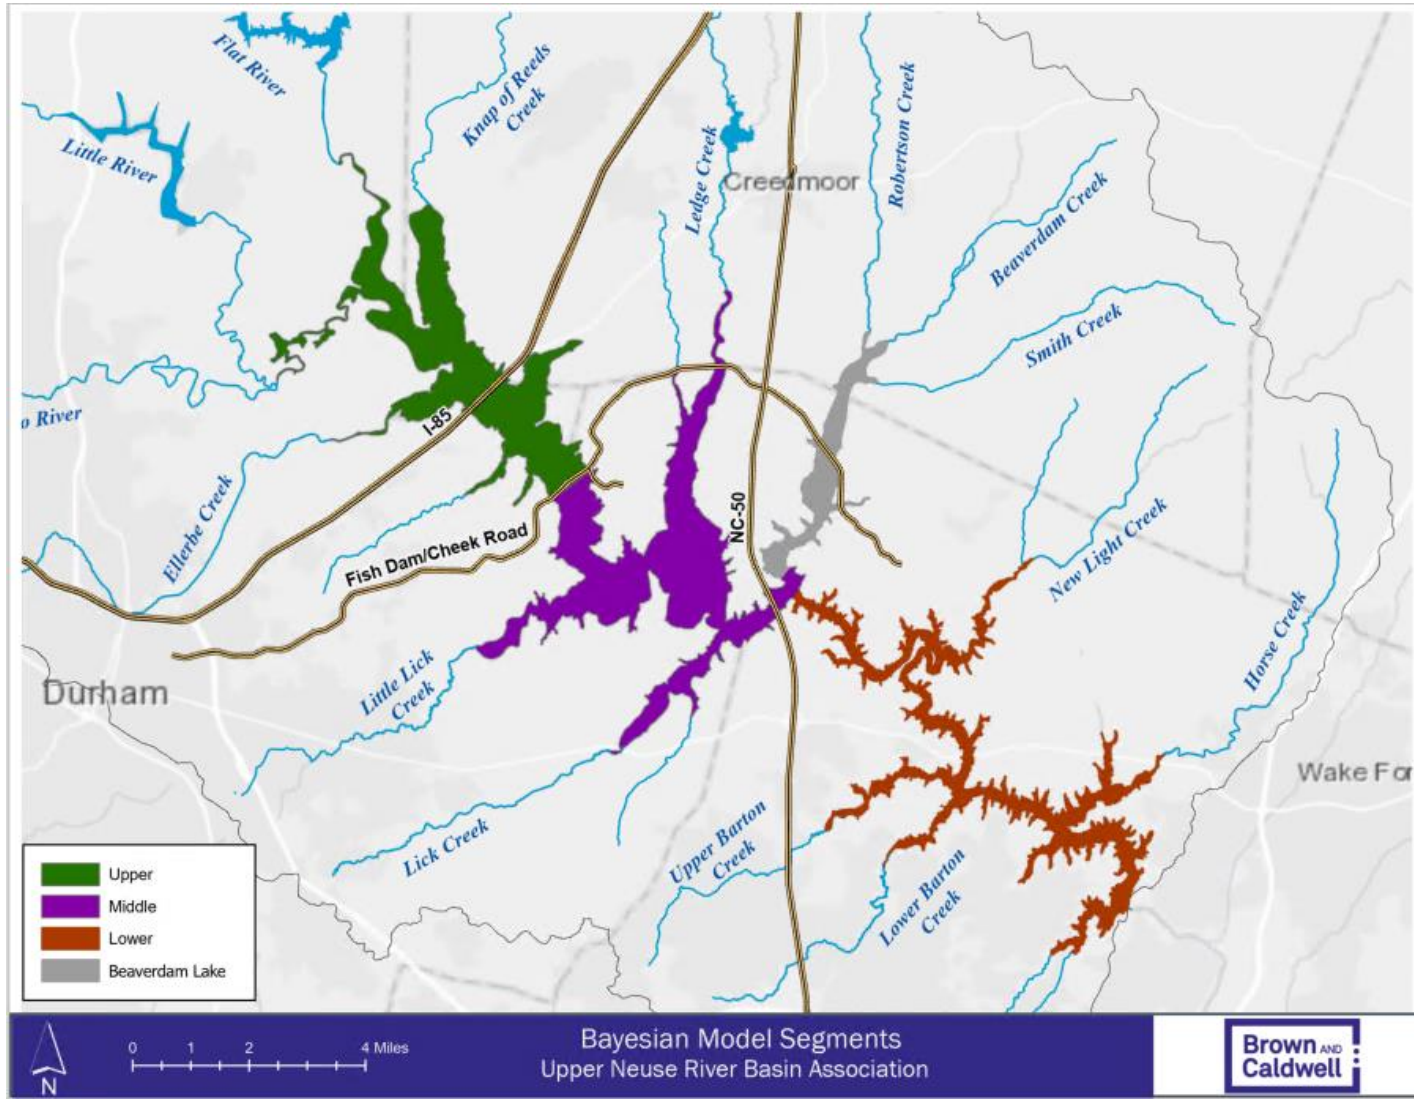 Flat River
Knap of Reeds
Creek
Little River
Ledge Creek
Robertson Creek
Creedmoor
Beaverdam Creek
Smith Creek
o River
I-85
Ellerbe Creek
Fish Dam/Cheek Road
NC-50
New Light Creek
Horse Creek
Little Lick
Creek
Durham
Wake For
Lick Creek
Upper Barton
Creek
Lower Barton
Creek
Upper
Middle
Lower
Beaverdam Lake
N
0 1 2 4 Miles
Bayesian Model Segments
Upper Neuse River Basin Association
Brown AND
Caldwell